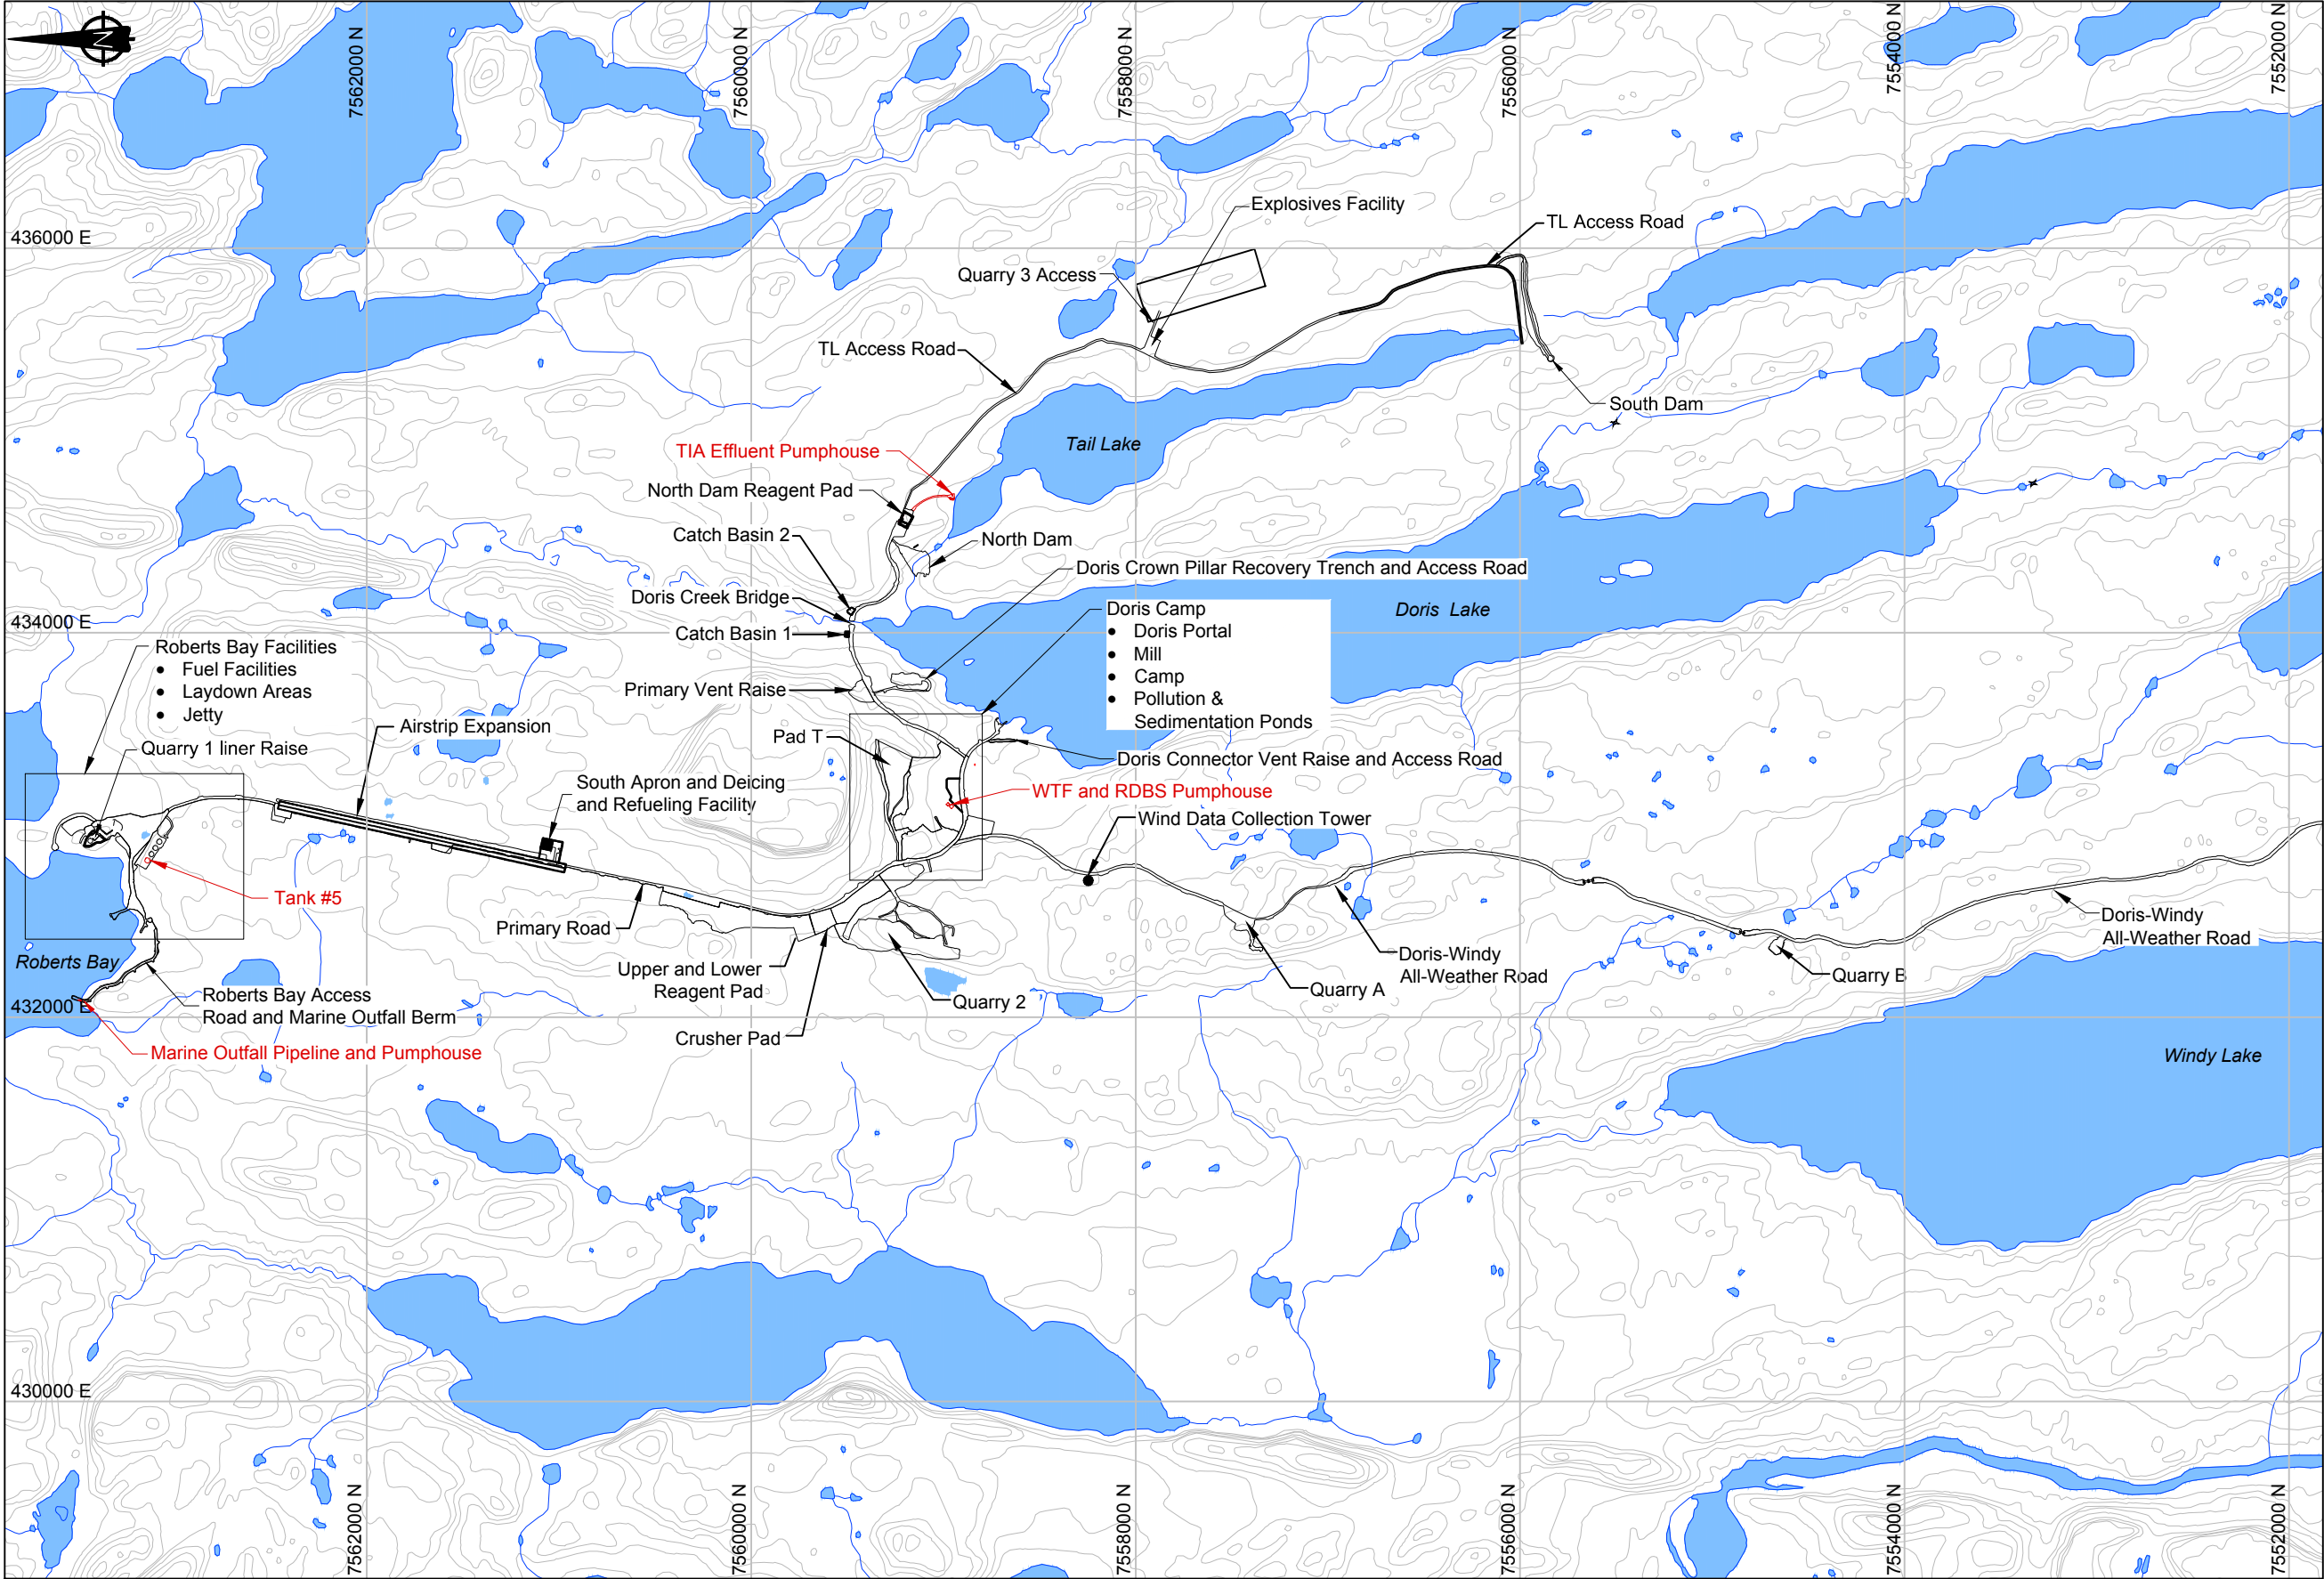 N
7562000 N
7560000 N
7558000 N
7556000 N
7554000 N
7552000 N
Explosives Facility
TL Access Road
436000 E
Quarry 3 Access
TL Access Road
South Dam
Tail Lake
TIA Effluent Pumphouse
North Dam Reagent Pad
Catch Basin 2
North Dam
Doris Crown Pillar Recovery Trench and Access Road
Doris Creek Bridge
Doris Lake
434000 E
Catch Basin 1
Doris Camp
• Doris Portal
• Mill
• Camp
• Pollution &
Sedimentation Ponds
Roberts Bay Facilities
• Fuel Facilities
• Laydown Areas
• Jetty
Primary Vent Raise
Airstrip Expansion
Pad T
Quarry 1 liner Raise
Doris Connector Vent Raise and Access Road
South Apron and Deicing
and Refueling Facility
WTF and RDBS Pumphouse
Wind Data Collection Tower
Tank #5
Primary Road
Doris-Windy
All-Weather Road
Doris-Windy
All-Weather Road
Roberts Bay
Upper and Lower
Reagent Pad
Quarry B
Quarry A
Roberts Bay Access
Road and Marine Outfall Berm
Quarry 2
432000 E
Crusher Pad
Marine Outfall Pipeline and Pumphouse
Windy Lake
430000 E
7562000 N
7560000 N
7558000 N
7556000 N
7554000 N
7552000 N